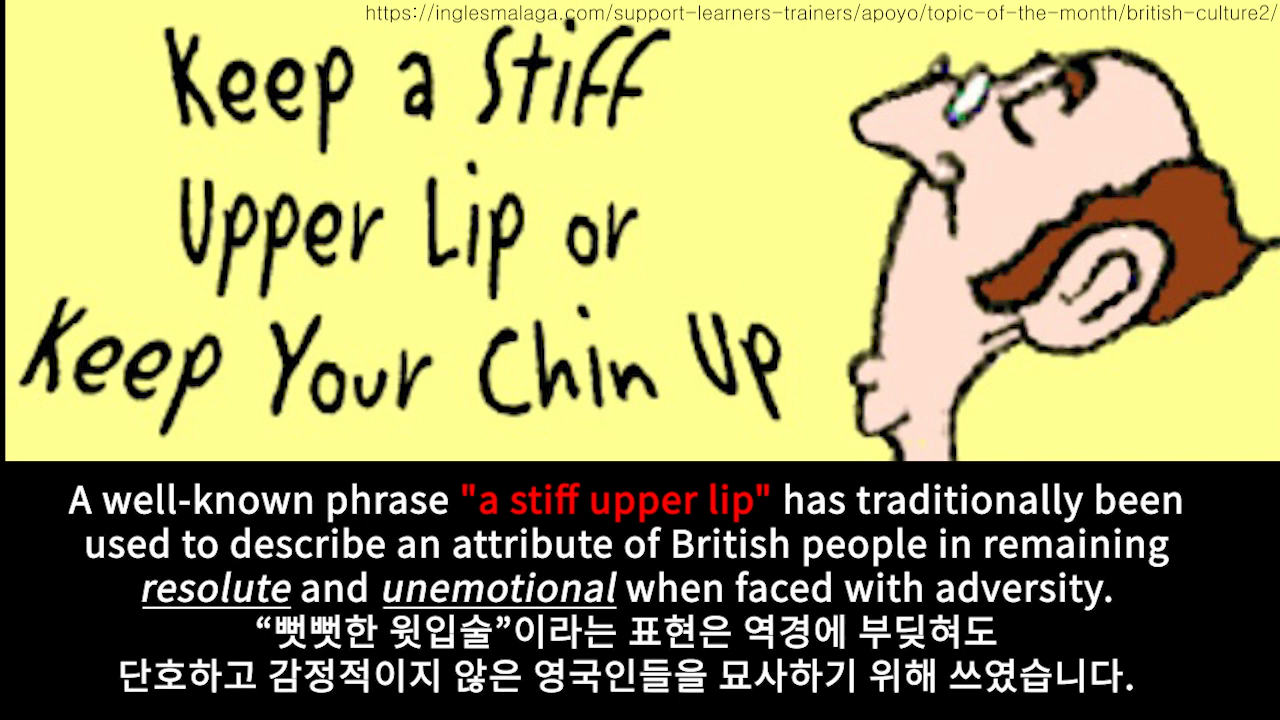 https://inglesmalaga.com/support-learners-trainers/apoyo/topic-of-the-month/british-culture2/
Keep a Stiff
Upper Lip or
Keep Your Chin Up
A well-known phrase "a stiff upper lip" has traditionally been
used to describe an attribute of British people in remaining
resolute and unemotional when faced with adversity.
“뻣뻣한 윗입술”이라는 표현은 역경에 부딪혀도
단호하고 감정적이지 않은 영국인들을 묘사하기 위해 쓰였습니다.